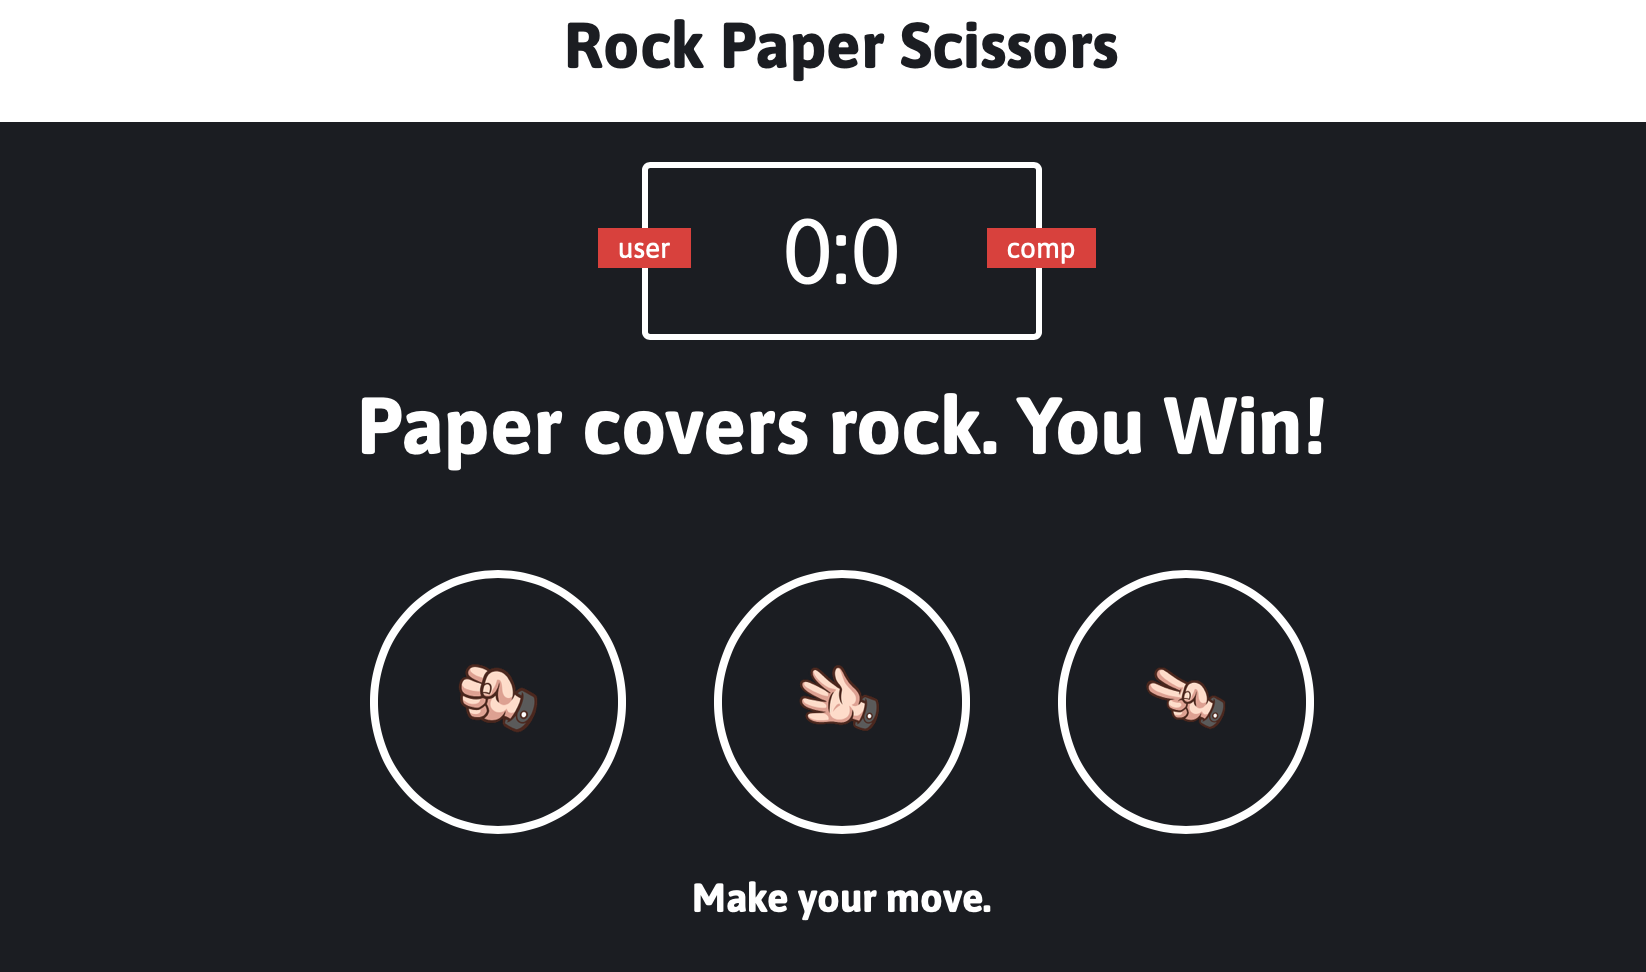 Rock Paper Scissors
user
0:0
comp
Paper covers rock. You Win!
Make your move.